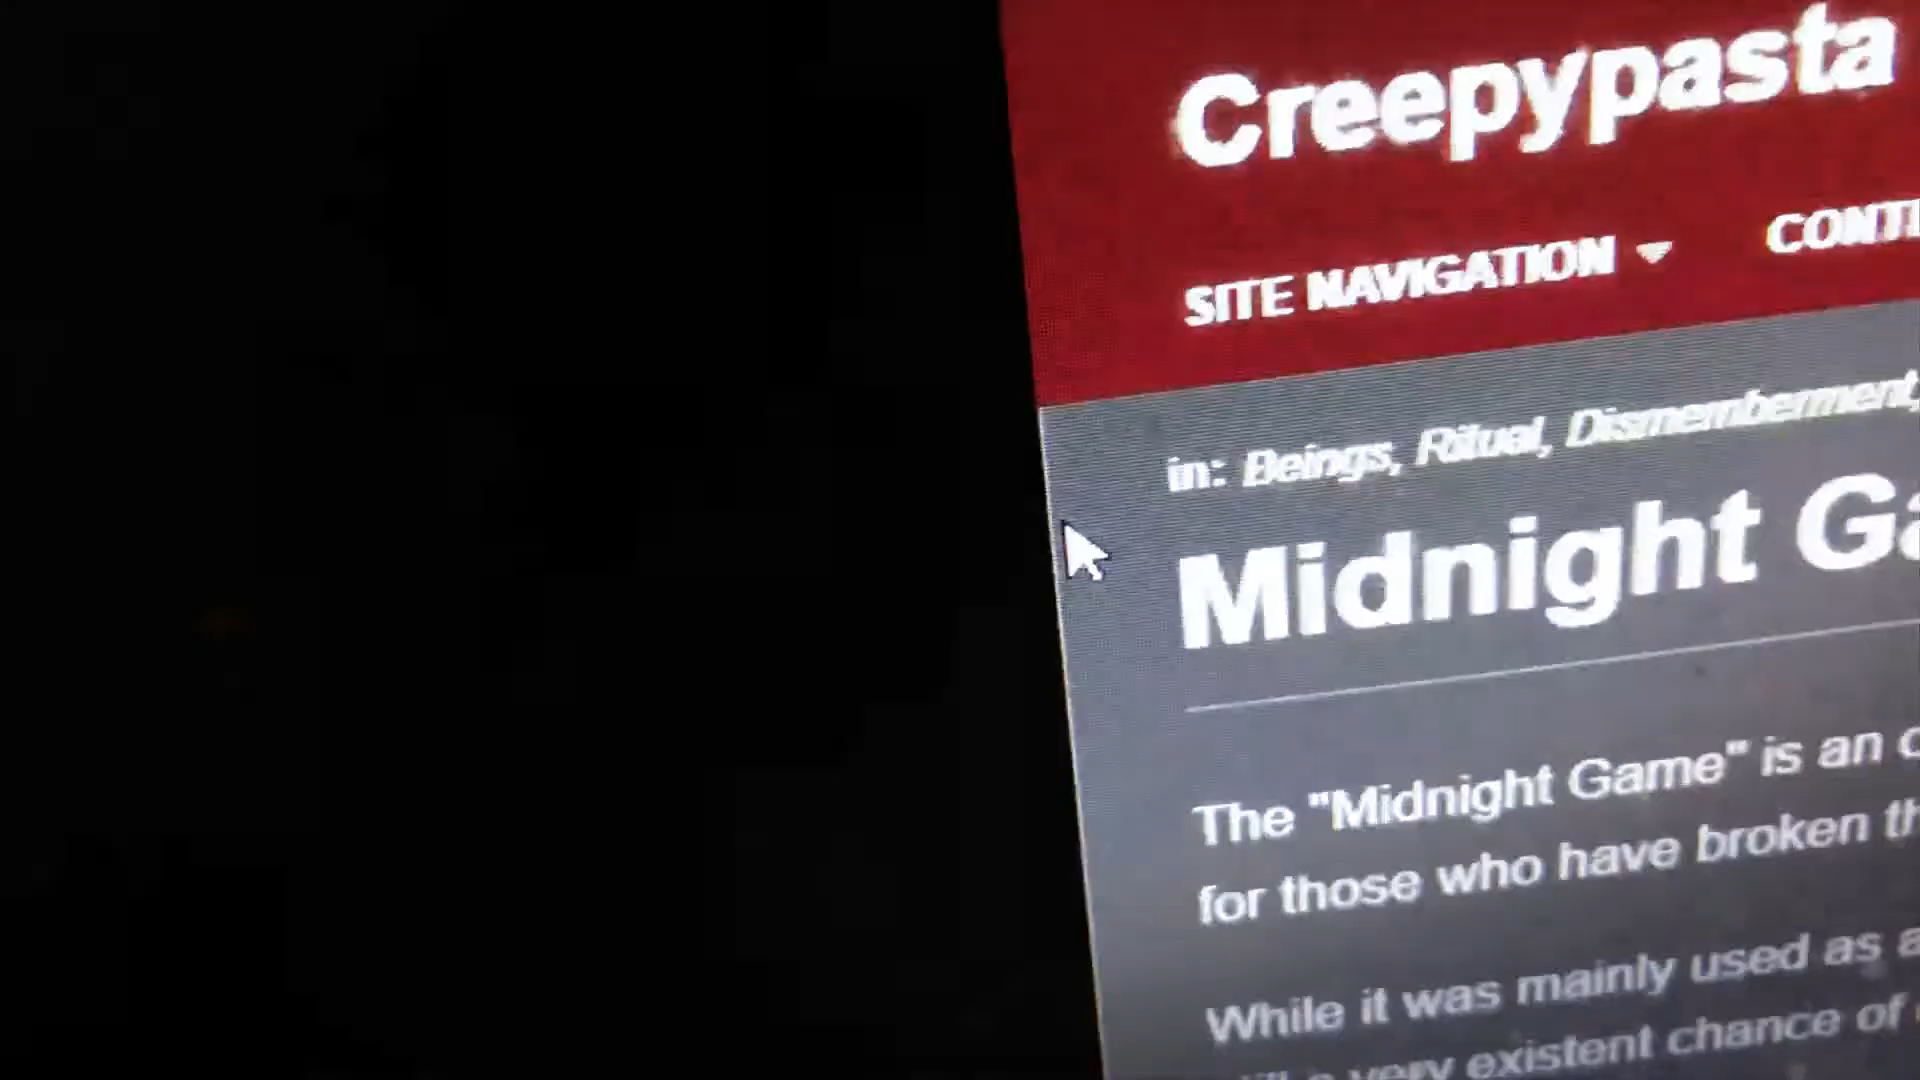 Creepypasta
SITE NAVIGATION
in: Beings, Ritual, Dismemberment,
Midnight
The "Midnight Game" is an
for those who have broken
While it was mainly used as
very existent chance of